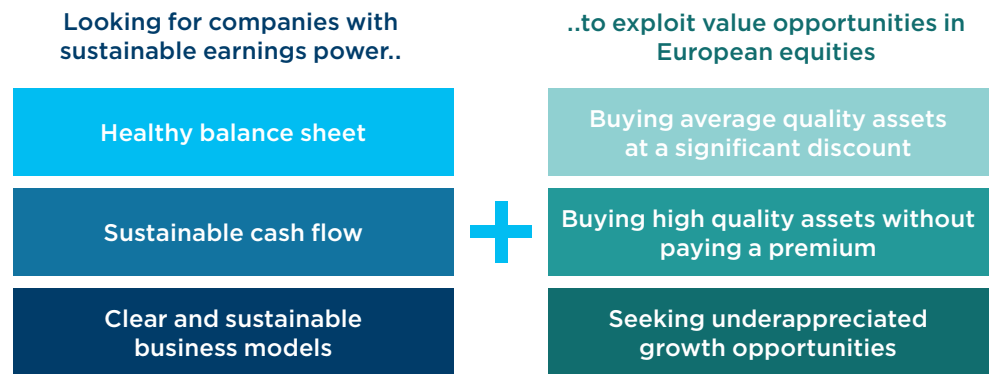 Looking for companies with
sustainable earnings power..
Healthy balance sheet
Sustainable cash flow
Clear and sustainable
business models
..to exploit value opportunities in
European equities
Buying average quality assets
at a significant discount
Buying high quality assets without
paying a premium
Seeking underappreciated
growth opportunities